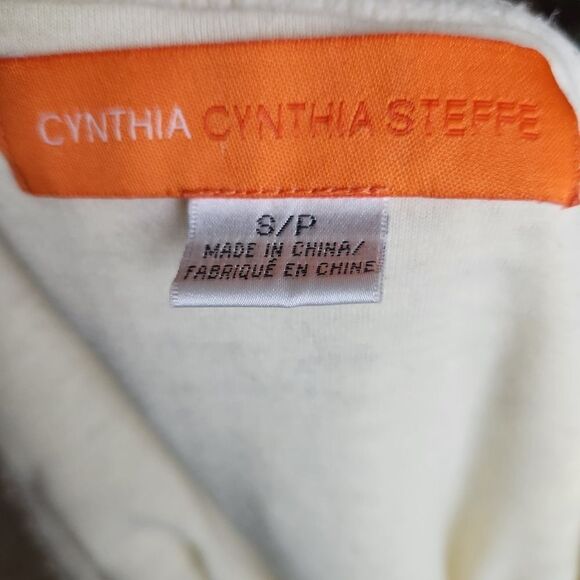 CYNTHIA CYNTHIA STEFFE
S/P
MADE IN CHINA/
FABRIQUÉ EN CHINE